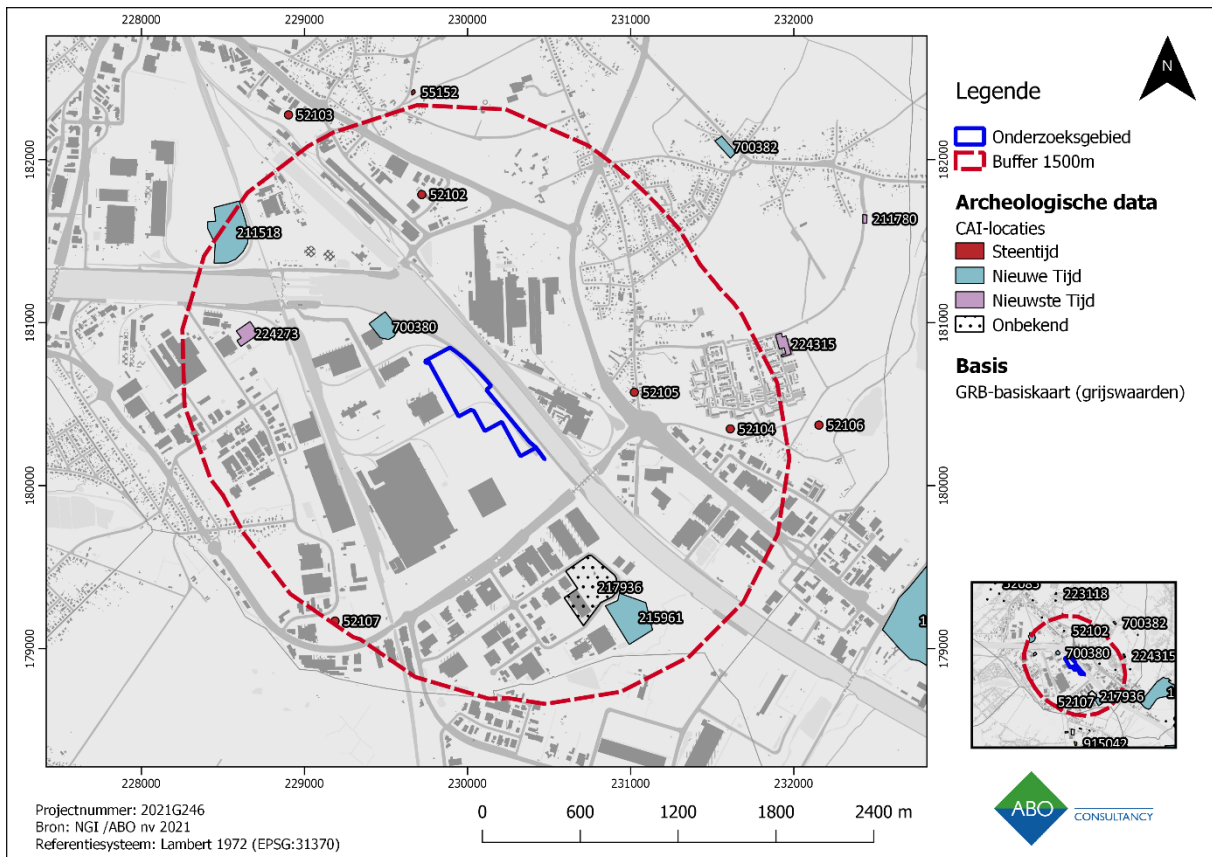 228000 229000 230000 231000 232000
182000 182000
181000 181000
180000 180000
179000 179000
55152
52103
700382
52102
211780
211518
700380
224273
224315
52105
52104
52106
217936
215961
52107
1
228000 229000 230000 231000 232000
N
Legende
Onderzoeksgebied
Buffer 1500m
Archeologische data
CAI-locaties
Steentijd
Nieuwe Tijd
Nieuwste Tijd
Onbekend
Basis
GRB-basiskaart (grijswaarden)
52085
223118
700382
52102
700380
224315
217936
52107
1
915042
Projectnummer: 2021G246
Bron: NGI /ABO nv 2021
Referentiesysteem: Lambert 1972 (EPSG:31370)
0 600 1200 1800 2400 m
ABO
CONSULTANCY